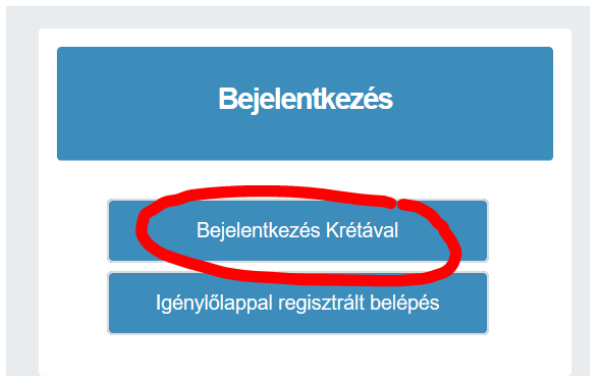 Bejelentkezés
Bejelentkezés Krétával
Igénylőlappal regisztrált belépés